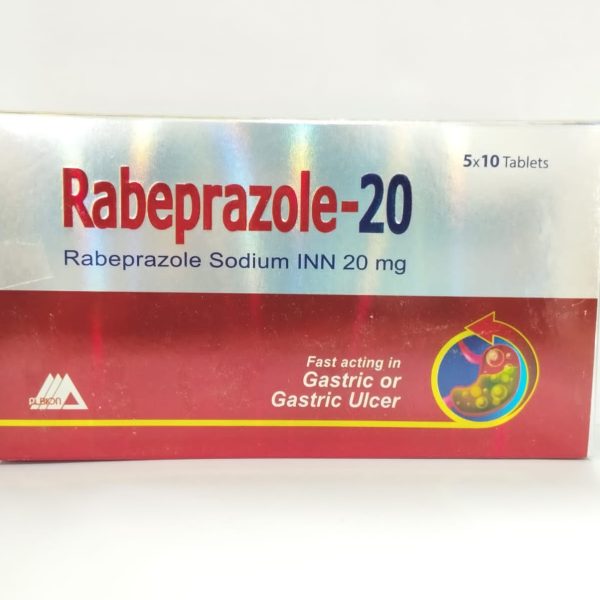 5x10 Tablets
Rabeprazole-20
Rabeprazole Sodium INN 20 mg
Fast acting in
Gastric or
Gastric Ulcer